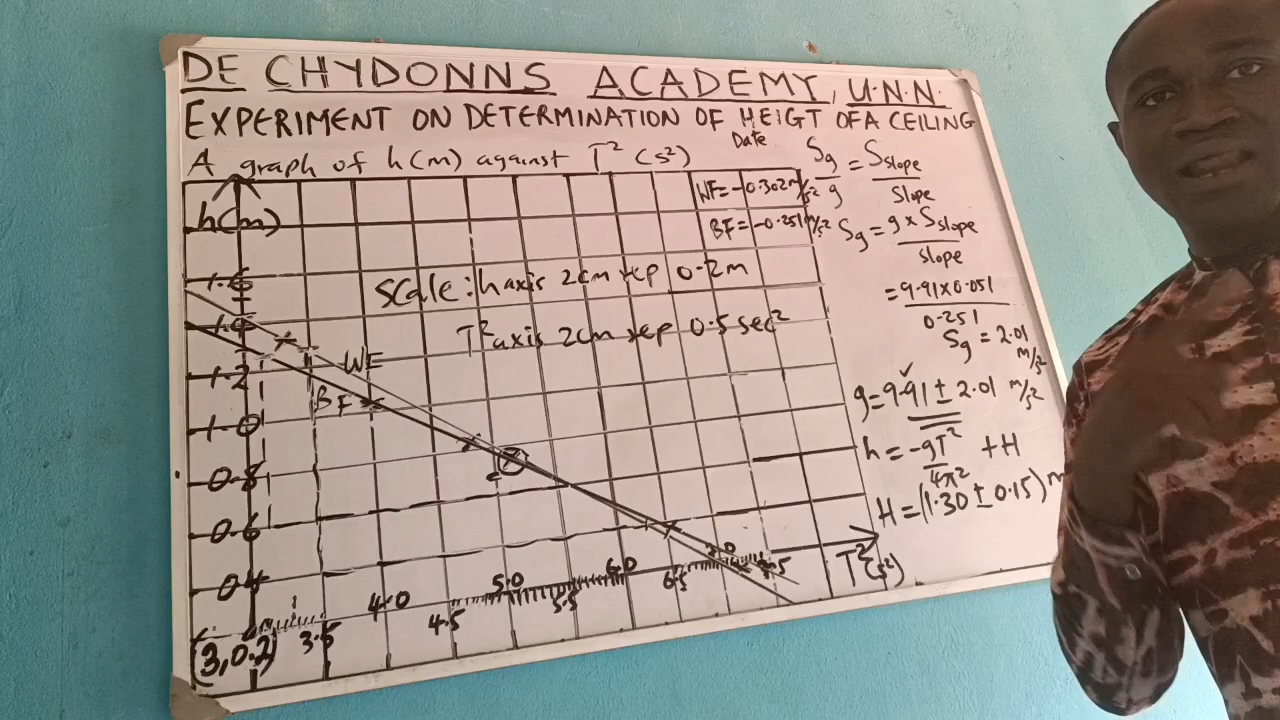 DE CHYDONNS ACADEMY, U.N.N.
EXPERIMENT ON DETERMINATION OF HEIGT OF A CEILING
Date
A graph of h(m) against T² (s²)
h(m)
WF = -0.302 m/s²
BF = -0.251 m/s²
Scale: h axis 2cm rep 0.2m
T² axis 2cm rep 0.5 sec²
1.6
1.4
1.2
1.0
0.8
0.6
0.4
(3, 0.2)
WF
BF
3.5
4.0
4.5
5.0
5.5
6.0
6.5
7.0
7.5
T²(s²)
Sg/g = Sslope/Slope
Sg = g × Sslope/slope
= 9.91 × 0.051/0.251
Sg = 2.01 m/s²
g = 9.91 ± 2.01 m/s²
h = -gT²/4π² + H
H = (1.30 ± 0.15) m